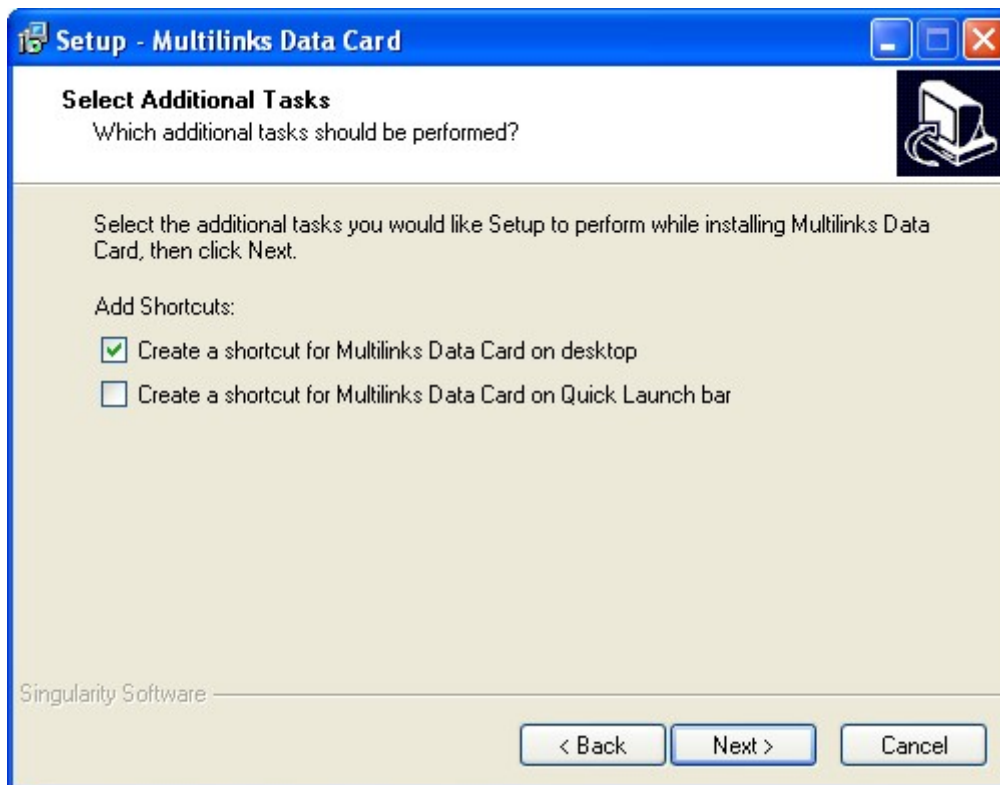 Setup - Multilinks Data Card
Select Additional Tasks
Which additional tasks should be performed?
Select the additional tasks you would like Setup to perform while installing Multilinks Data
Card, then click Next.
Add Shortcuts:
Create a shortcut for Multilinks Data Card on desktop
Create a shortcut for Multilinks Data Card on Quick Launch bar
Singularity Software
< Back
Next >
Cancel